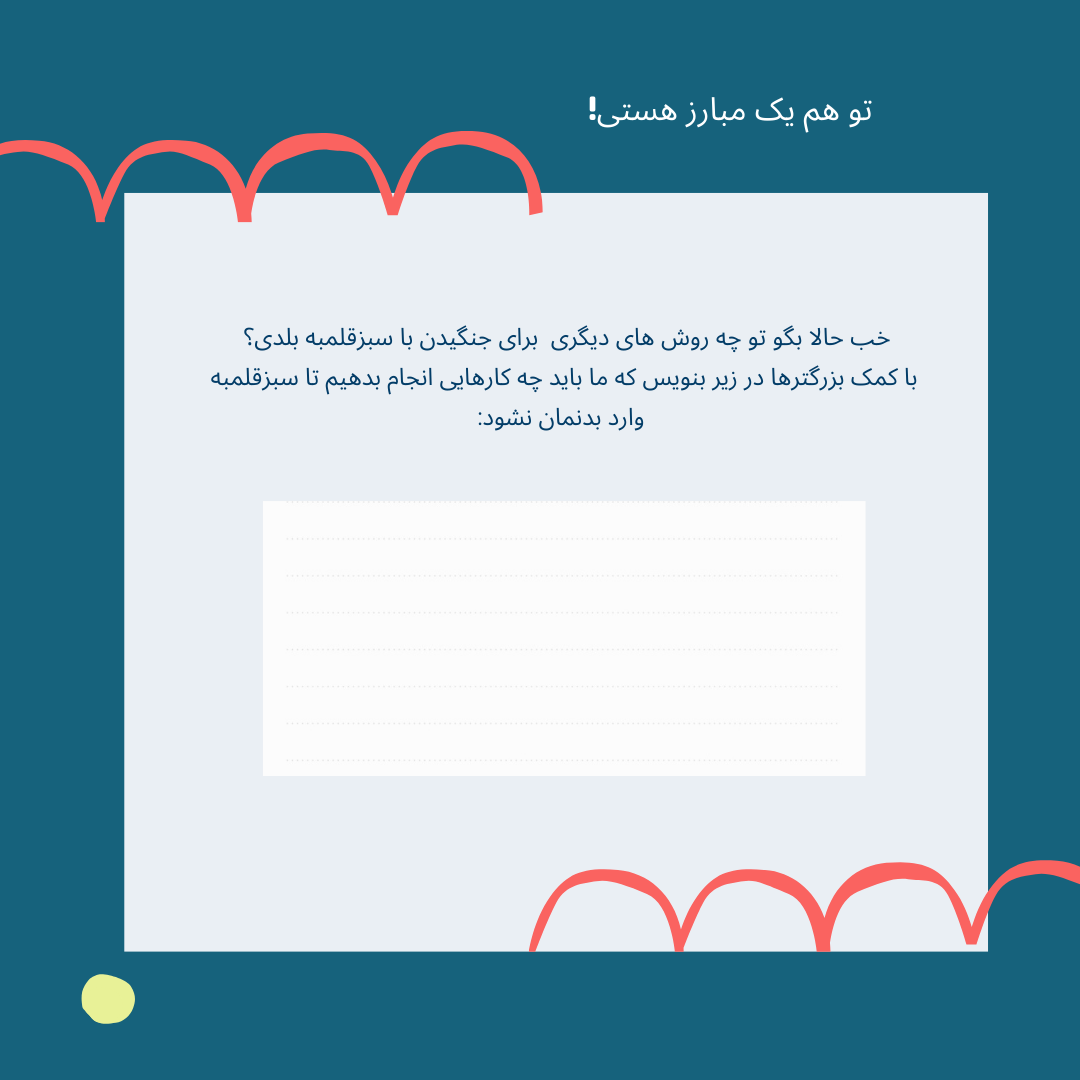 تو هم یک مبارز هستی!
خب حالا بگو تو چه روش های دیگری  برای جنگیدن با سبزقلمبه بلدی؟
با کمک بزرگترها در زیر بنویس که ما باید چه کارهایی انجام بدهیم تا سبزقلمبه
وارد بدنمان نشود: